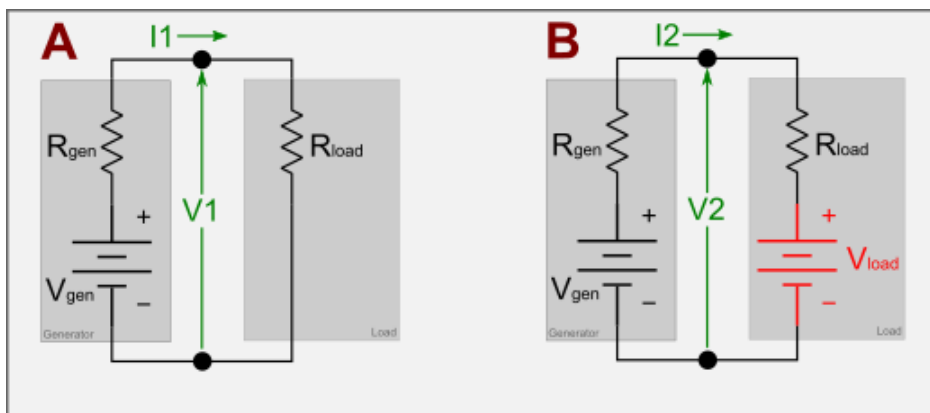 A
I1
Rgen
Rload
V1
+
Vgen
−
Generator
Load
B
I2
Rgen
Rload
V2
+
+
Vgen
Vload
−
−
Generator
Load